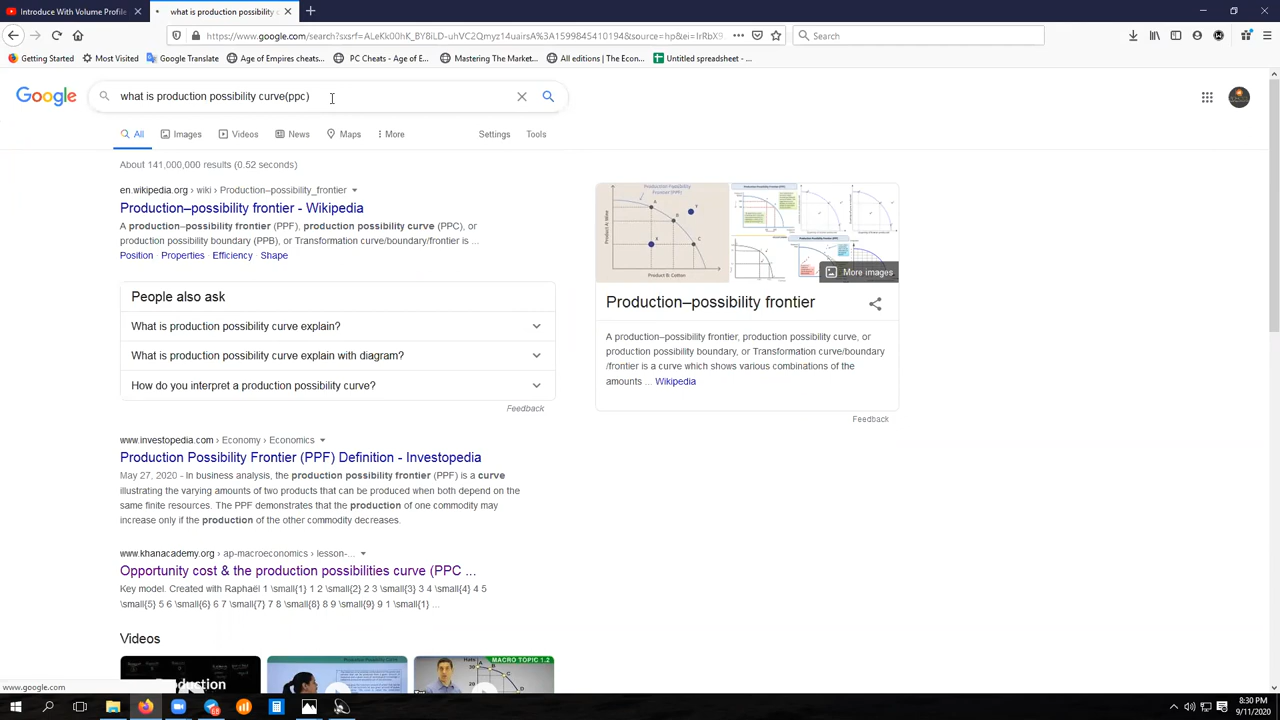 Introduce With Volume Profile
what is production possibility c
https://www.google.com/search?sxsrf=ALeKk00hK_BY8iLD-uhVC2Qmyz14uairsA%3A1599845410194&source=hp&ei=IrRbX9
Search
Getting Started
Most Visited
Google Translate
Age of Empires cheats...
PC Cheats - Age of E...
Mastering The Market...
All editions | The Econ...
Untitled spreadsheet - ...
Google
what is production possibility curve(ppc)
All
Images
Videos
News
Maps
More
Settings
Tools
About 141,000,000 results (0.52 seconds)
en.wikipedia.org › wiki › Production–possibility_frontier
Production–possibility frontier - Wikipedia
A production–possibility frontier (PPF), production possibility curve (PPC), or
production possibility boundary (PPB), or Transformation curve/boundary/frontier is ...
Position Properties Efficiency Shape
People also ask
What is production possibility curve explain?
What is production possibility curve explain with diagram?
How do you interpret a production possibility curve?
Feedback
www.investopedia.com › Economy › Economics
Production Possibility Frontier (PPF) Definition - Investopedia
May 27, 2020 - In business analysis, the production possibility frontier (PPF) is a curve
illustrating the varying amounts of two products that can be produced when both depend on the
same finite resources. The PPF demonstrates that the production of one commodity may
increase only if the production of the other commodity decreases.
www.khanacademy.org › ap-macroeconomics › lesson-...
Opportunity cost & the production possibilities curve (PPC ...
Key model. Created with Raphaël 1 \small{1} 1 2 \small{2} 2 3 \small{3} 3 4 \small{4} 4 5
\small{5} 5 6 \small{6} 6 7 \small{7} 7 8 \small{8} 8 9 \small{9} 9 1 \small{1} ...
Videos
Production
MACRO TOPIC 1.2
Production Possibility
Frontier (PPF)
Product B: Cotton
More images
Production–possibility frontier
A production–possibility frontier, production possibility curve, or
production possibility boundary, or Transformation curve/boundary
/frontier is a curve which shows various combinations of the
amounts ... Wikipedia
Feedback
www.google.com
8:30 PM
9/11/2020